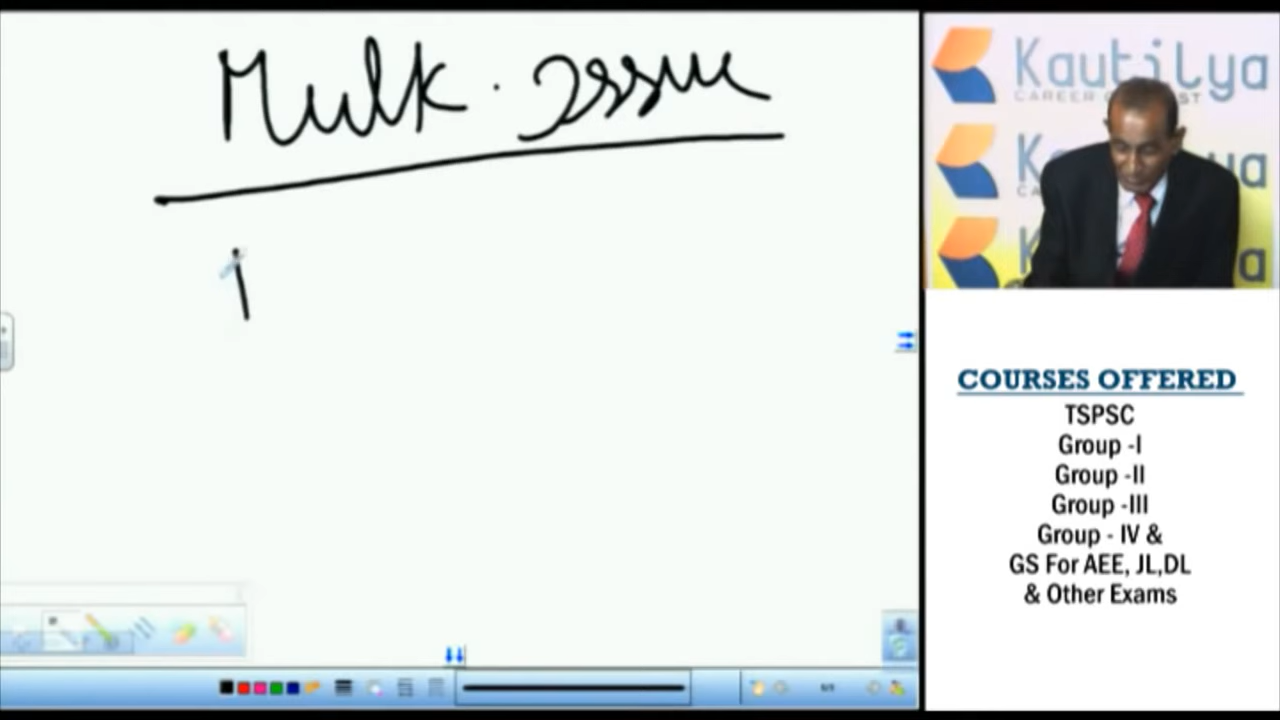 Mulk. Issue
1
Kautilya
CAREER
COURSES OFFERED
TSPSC
Group -I
Group -II
Group -III
Group - IV &
GS For AEE, JL,DL
& Other Exams